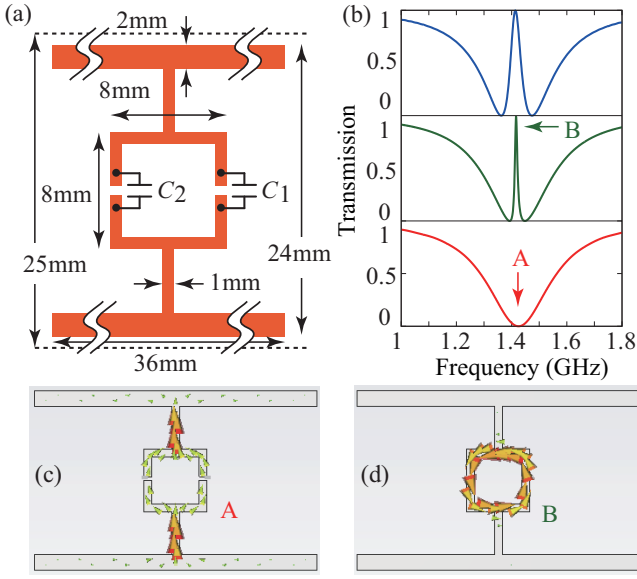 (a)
2mm
8mm
8mm
C2
C1
25mm
24mm
1mm
36mm
(b)
Transmission
1
0.5
0
1
0.5
0
1
0.5
0
B
A
1 1.2 1.4 1.6 1.8
Frequency (GHz)
(c)
A
(d)
B